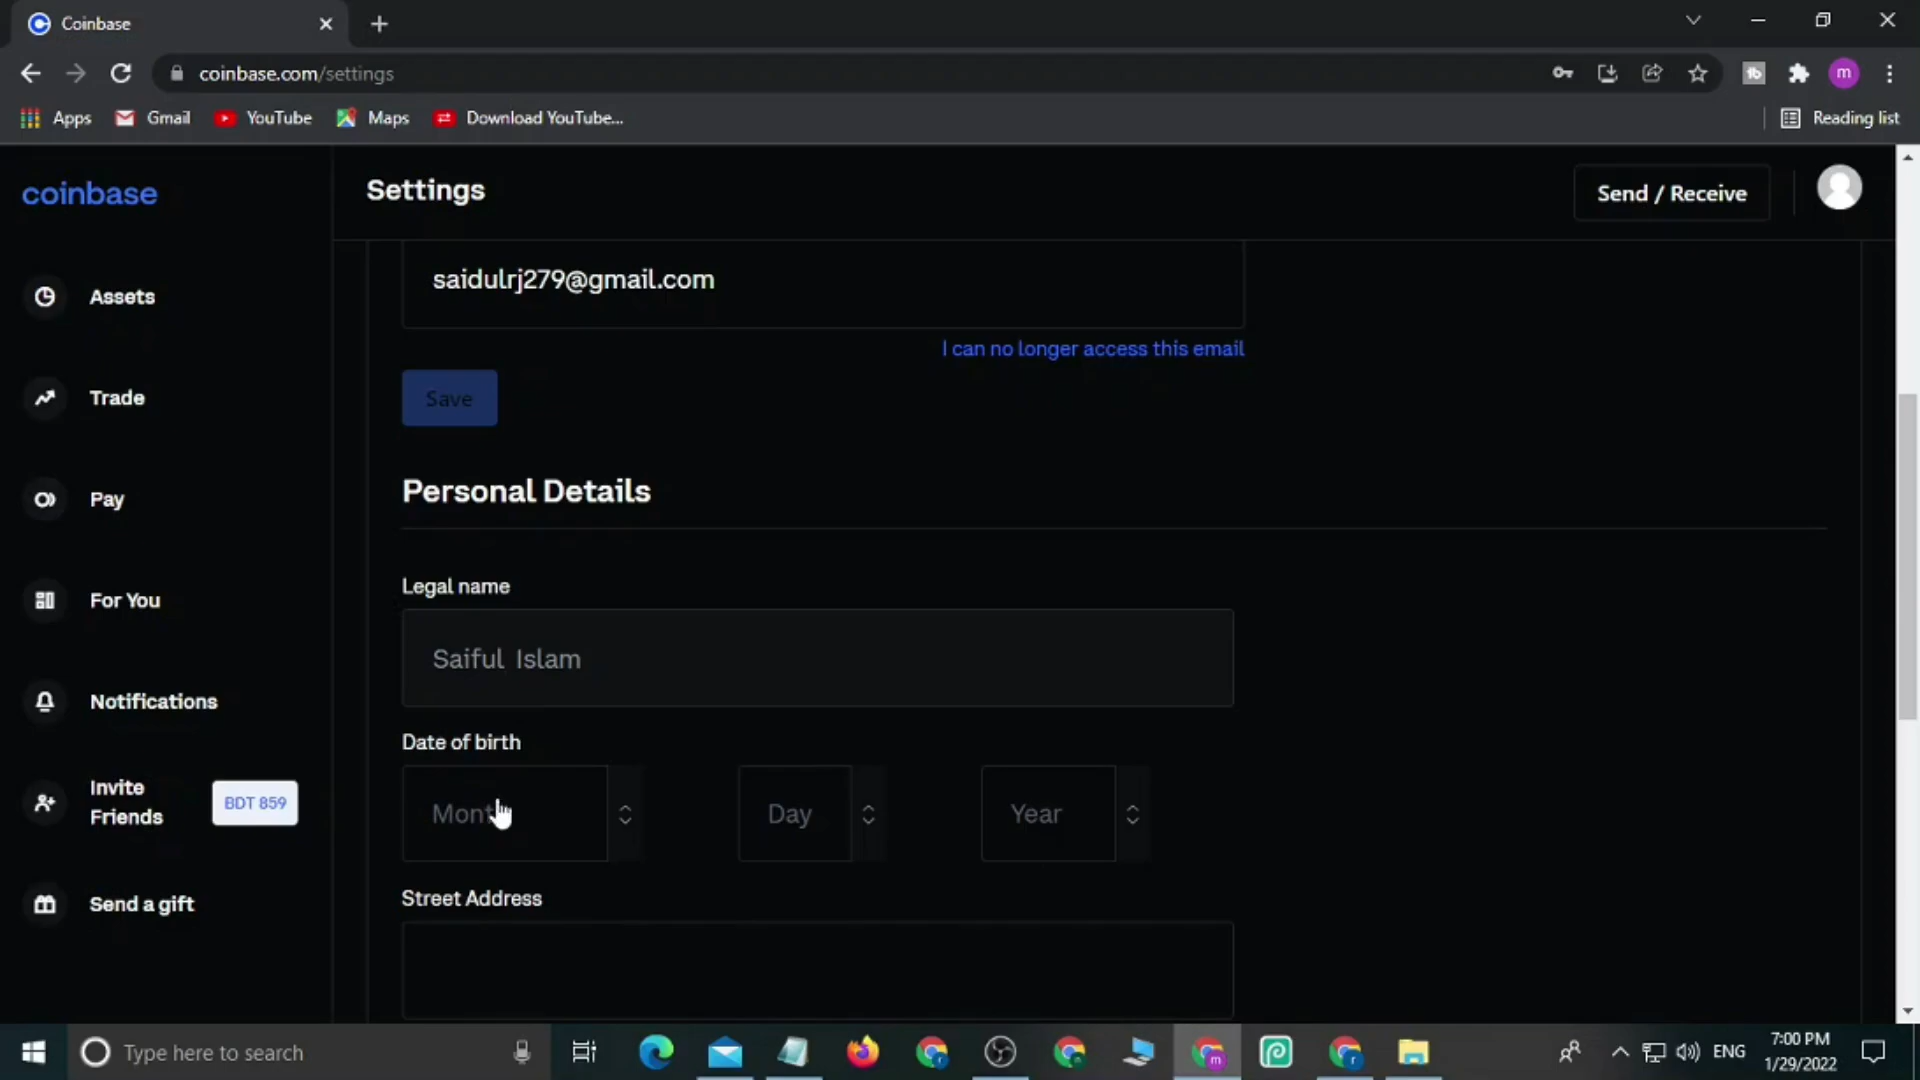 Coinbase
coinbase.com/settings
m
Apps
Gmail
YouTube
Maps
Download YouTube...
Reading list
coinbase
Settings
Send / Receive
Assets
Trade
Pay
For You
Notifications
Invite
Friends
BDT 859
Send a gift
saidulrj279@gmail.com
I can no longer access this email
Save
Personal Details
Legal name
Saiful Islam
Date of birth
Mont
Day
Year
Street Address
Type here to search
ENG
7:00 PM
1/29/2022